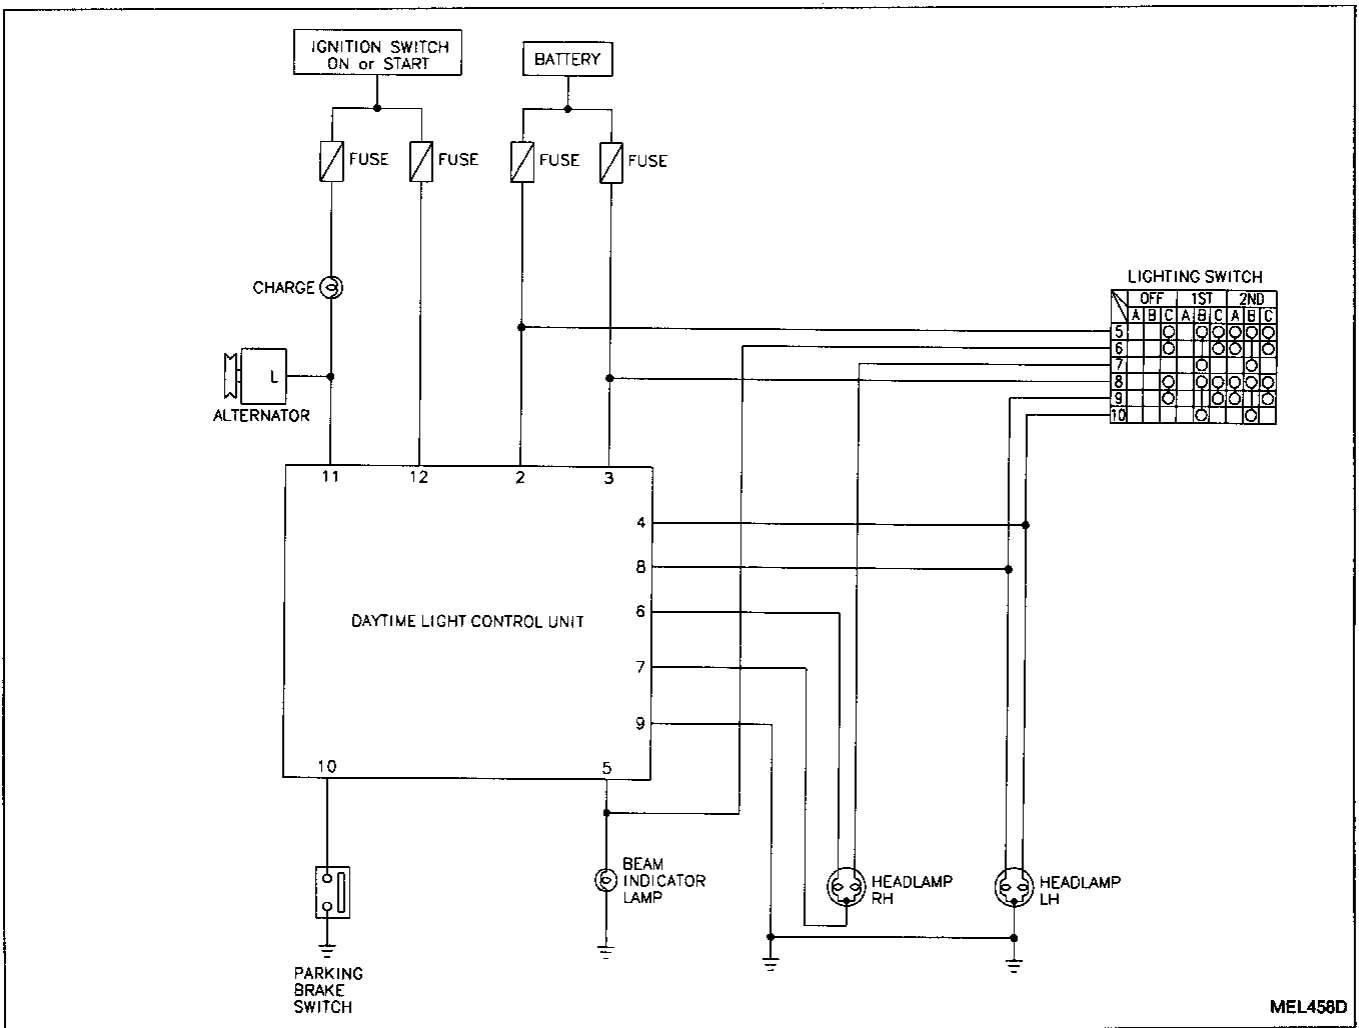 IGNITION SWITCH
ON or START
BATTERY
FUSE
FUSE
FUSE
FUSE
CHARGE
LIGHTING SWITCH
OFF 1ST 2ND
A B C A B C A B C
5
6
7
8
9
10
L
ALTERNATOR
11 12 2 3
4
8
6
DAYTIME LIGHT CONTROL UNIT
7
9
10 5
BEAM
INDICATOR
LAMP
HEADLAMP
RH
HEADLAMP
LH
PARKING
BRAKE
SWITCH
MEL458D